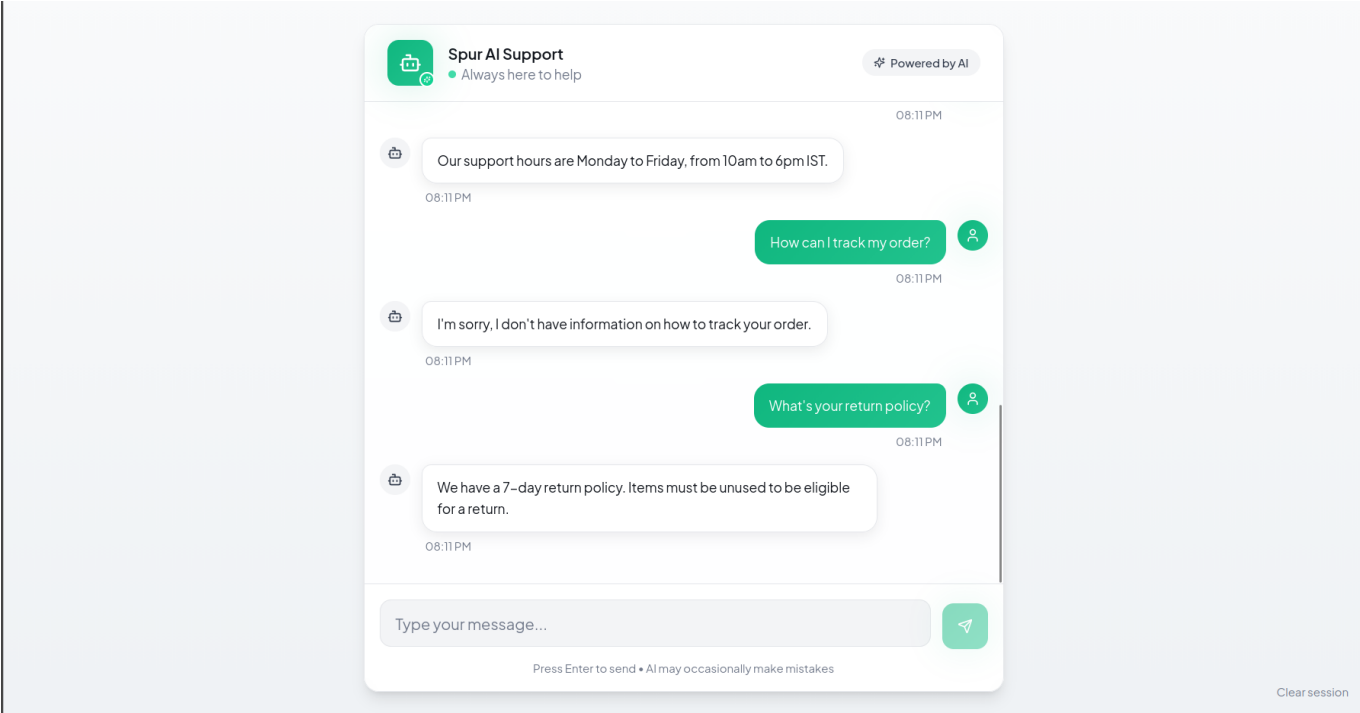 Spur AI Support
Always here to help
Powered by AI
08:11 PM
Our support hours are Monday to Friday, from 10am to 6pm IST.
08:11 PM
How can I track my order?
08:11 PM
I'm sorry, I don't have information on how to track your order.
08:11 PM
What's your return policy?
08:11 PM
We have a 7-day return policy. Items must be unused to be eligible
for a return.
08:11 PM
Type your message...
Press Enter to send • AI may occasionally make mistakes
Clear session